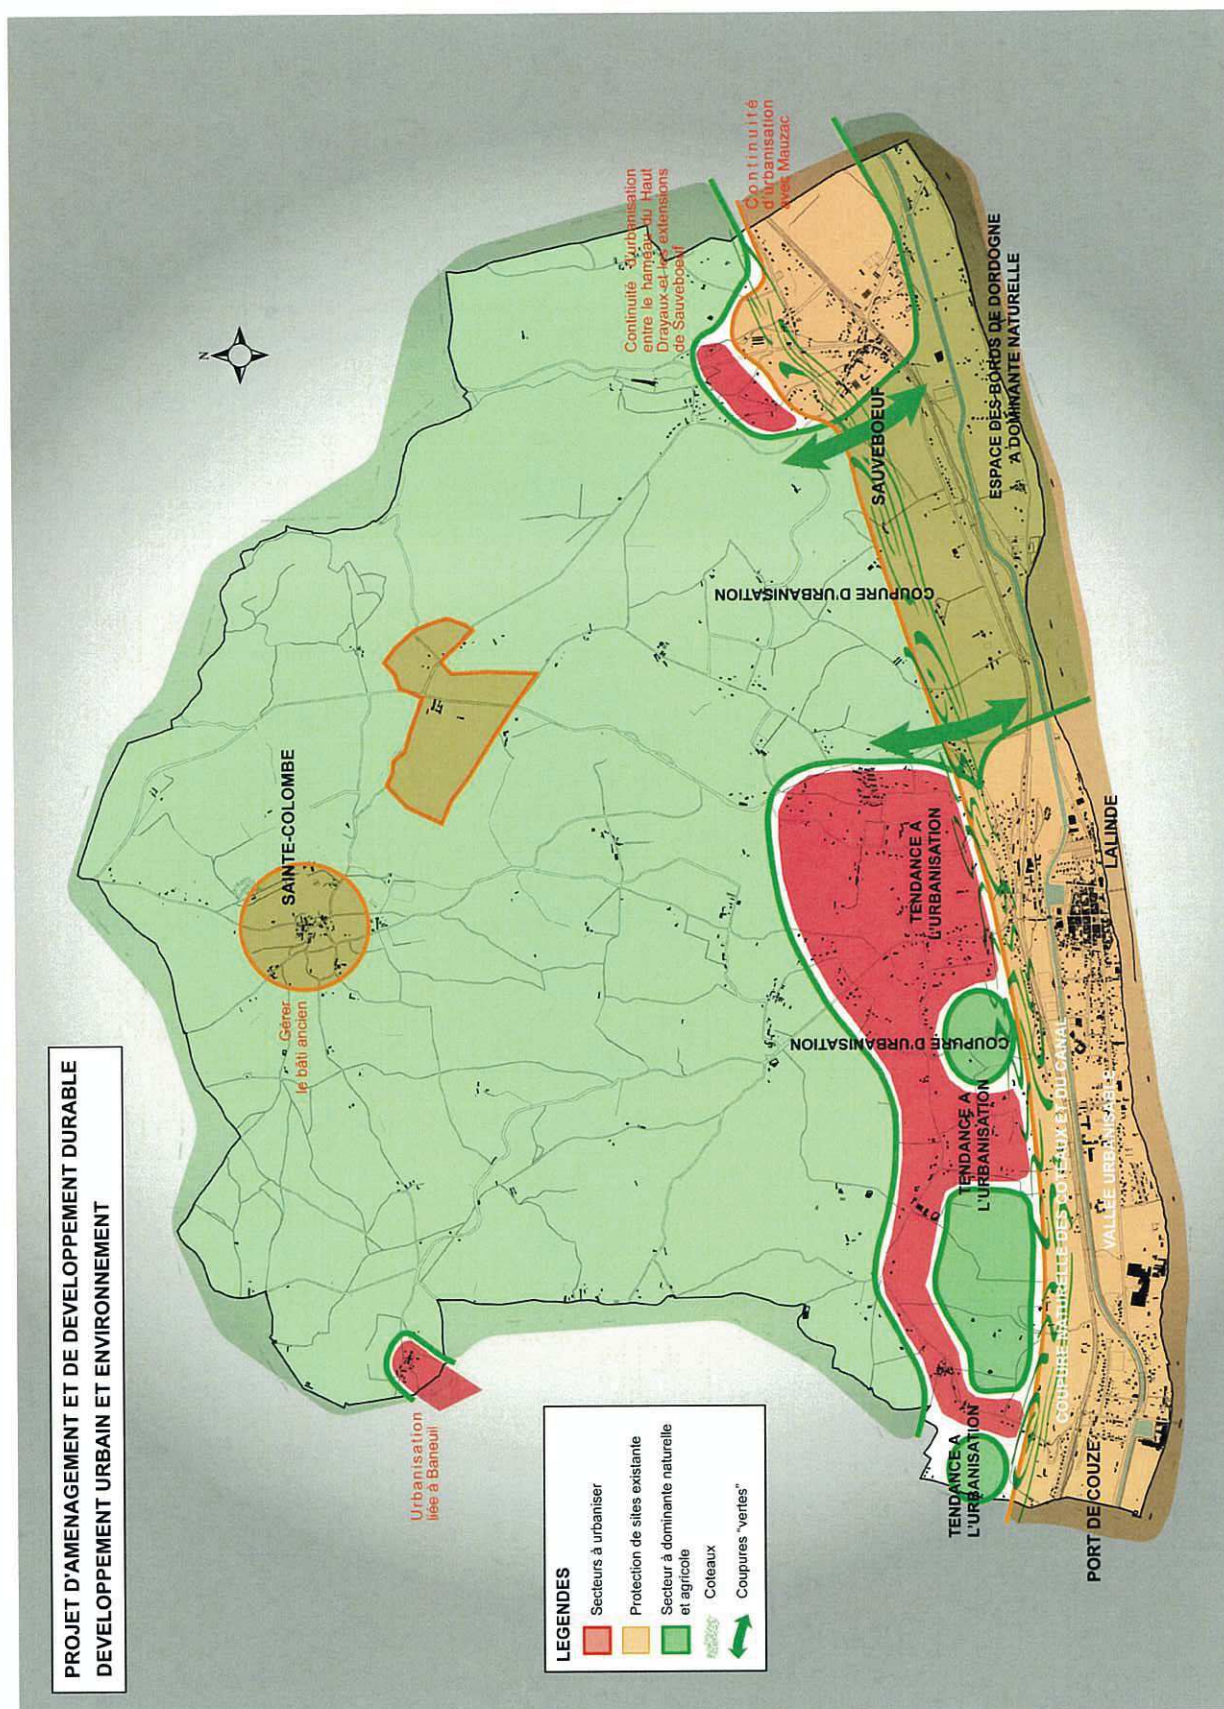 PROJET D'AMENAGEMENT ET DE DEVELOPPEMENT DURABLE
DEVELOPPEMENT URBAIN ET ENVIRONNEMENT
N
Gérer
le bâti ancien
SAINTE-COLOMBE
Continuité d'urbanisation
entre le hameau du Haut
Drayaux et les extensions
de Sauveboeuf
Continuité
d'urbanisation
avec Mauzac
Urbanisation
liée à Baneuil
SAUVEBOEUF
COUPURE D'URBANISATION
ESPACE DES BORDS DE DORDOGNE
A DOMINANTE NATURELLE
TENDANCE A
L'URBANISATION
COUPURE D'URBANISATION
TENDANCE A
L'URBANISATION
TENDANCE A
L'URBANISATION
COUPURE NATURELLE DES COTEAUX ET DU CANAL
VALLEE URBANISABLE
LALINDE
PORT DE COUZE
LEGENDES
Secteurs à urbaniser
Protection de sites existante
Secteur à dominante naturelle
et agricole
Coteaux
Coupures "vertes"